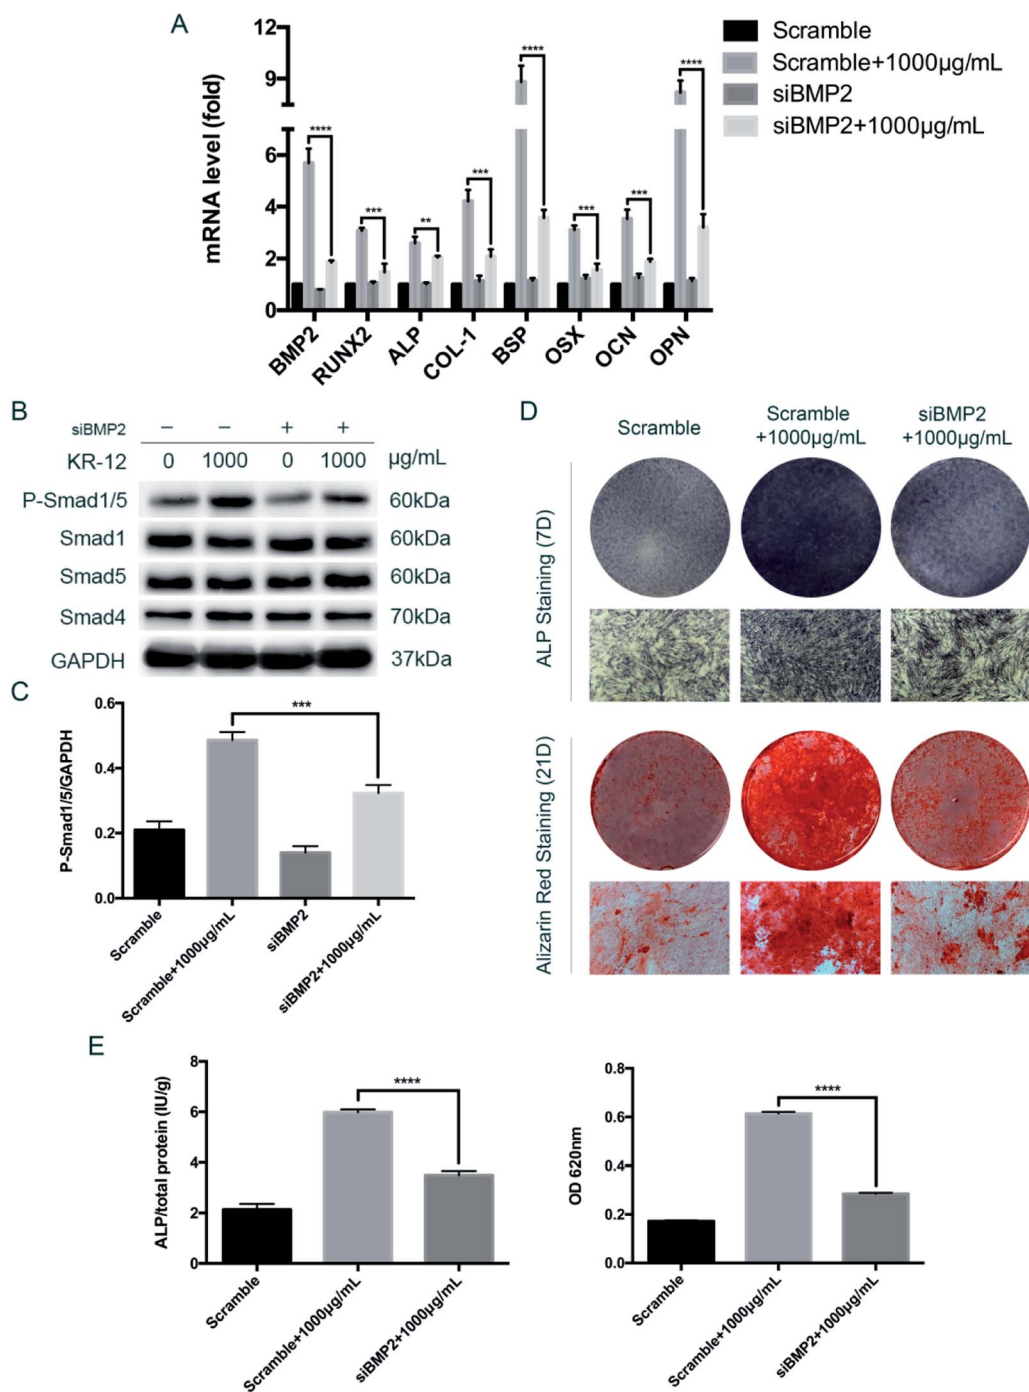 A
mRNA level (fold)
12
9
6
4
2
0
****
***
**
***
****
***
***
****
BMP2
RUNX2
ALP
COL-1
BSP
OSX
OCN
OPN
Scramble
Scramble+1000μg/mL
siBMP2
siBMP2+1000μg/mL
B
siBMP2 − − + +
KR-12 0 1000 0 1000 μg/mL
P-Smad1/5 60kDa
Smad1 60kDa
Smad5 60kDa
Smad4 70kDa
GAPDH 37kDa
C
P-Smad1/5/GAPDH
0.6
0.4
0.2
0.0
***
Scramble
Scramble+1000μg/mL
siBMP2
siBMP2+1000μg/mL
D
Scramble
Scramble
+1000μg/mL
siBMP2
+1000μg/mL
ALP Staining (7D)
Alizarin Red Staining (21D)
E
ALP/total protein (IU/g)
8
6
4
2
0
****
Scramble
Scramble+1000μg/mL
siBMP2+1000μg/mL
OD 620nm
0.8
0.6
0.4
0.2
0.0
****
Scramble
Scramble+1000μg/mL
siBMP2+1000μg/mL